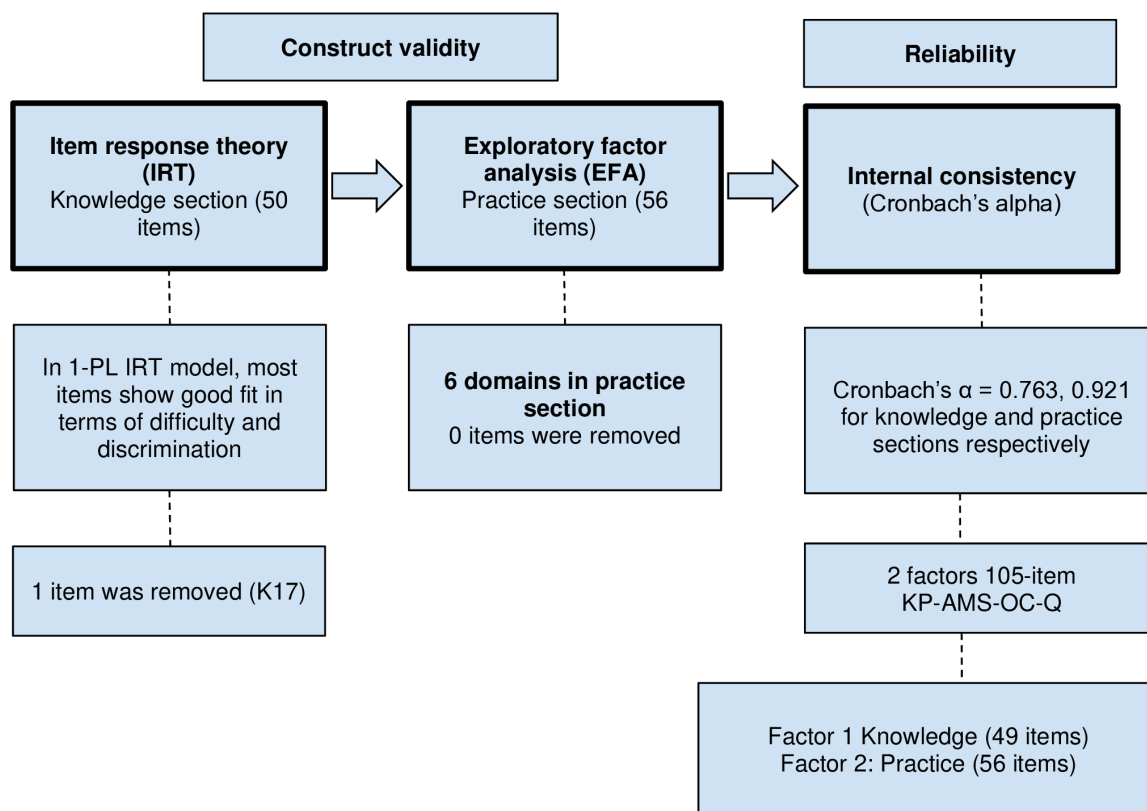 Construct validity
Reliability
Item response theory
(IRT)
Knowledge section (50
items)
Exploratory factor
analysis (EFA)
Practice section (56
items)
Internal consistency
(Cronbach's alpha)
In 1-PL IRT model, most
items show good fit in
terms of difficulty and
discrimination
6 domains in practice
section
0 items were removed
Cronbach's α = 0.763, 0.921
for knowledge and practice
sections respectively
1 item was removed (K17)
2 factors 105-item
KP-AMS-OC-Q
Factor 1 Knowledge (49 items)
Factor 2: Practice (56 items)